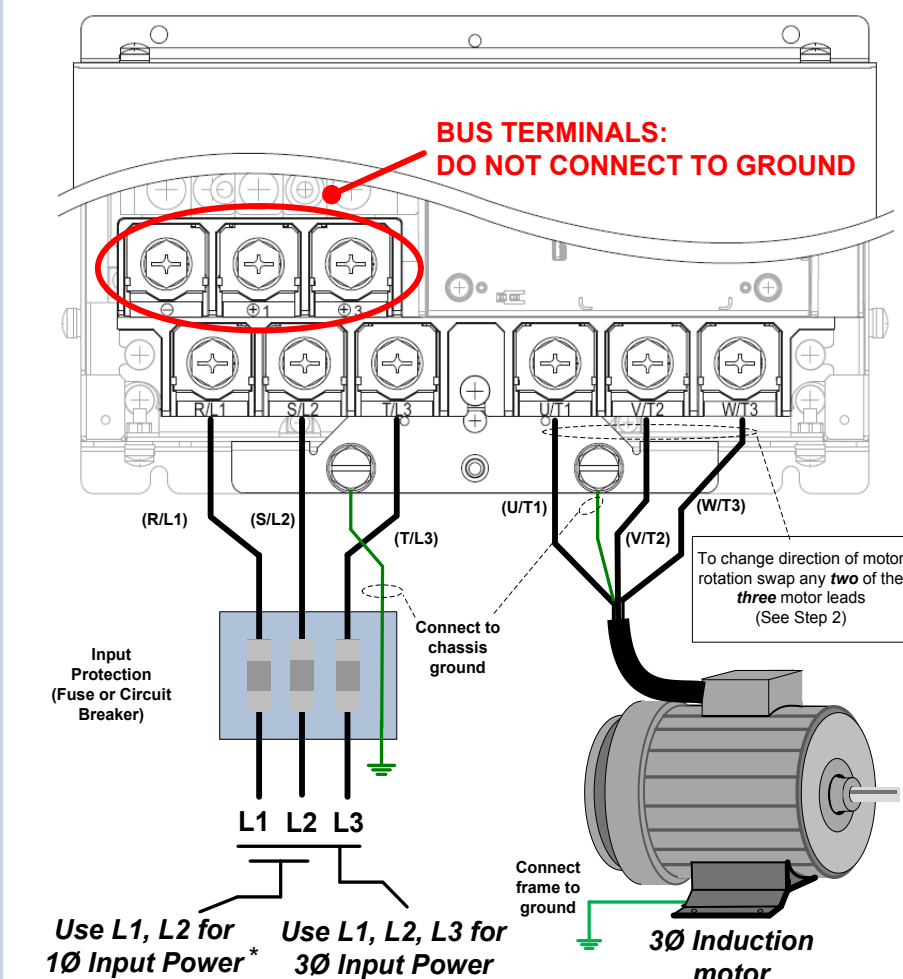 BUS TERMINALS:
DO NOT CONNECT TO GROUND
⊖
⊕1
⊕3
R/L1
S/L2
T/L3
U/T1
V/T2
W/T3
(R/L1)
(S/L2)
(T/L3)
(U/T1)
(V/T2)
(W/T3)
To change direction of motor
rotation swap any two of the
three motor leads
(See Step 2)
Connect to
chassis
ground
Input
Protection
(Fuse or Circuit
Breaker)
L1 L2 L3
Use L1, L2 for
1Ø Input Power *
Use L1, L2, L3 for
3Ø Input Power
Connect
frame to
ground
3Ø Induction
motor